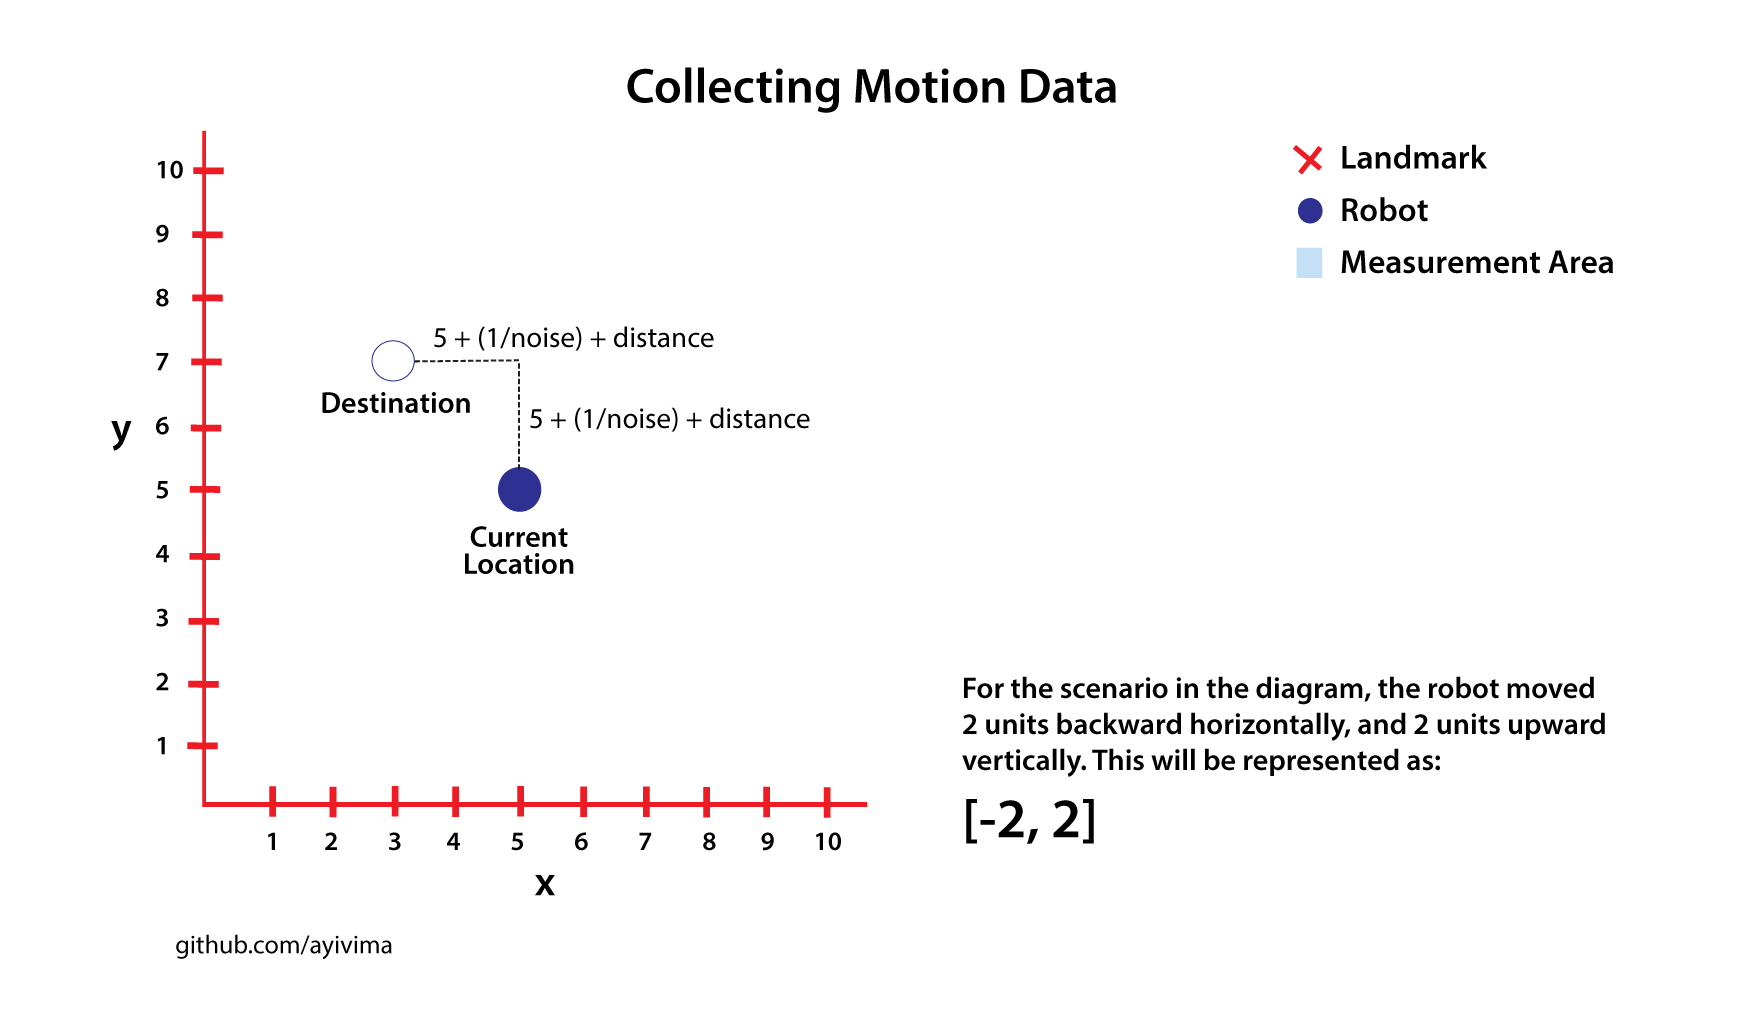 Collecting Motion Data
Landmark
Robot
Measurement Area
10
9
8
7
6
5
4
3
2
1
y
5 + (1/noise) + distance
Destination
5 + (1/noise) + distance
Current
Location
For the scenario in the diagram, the robot moved
2 units backward horizontally, and 2 units upward
vertically. This will be represented as:
[-2, 2]
1 2 3 4 5 6 7 8 9 10
x
github.com/ayivima